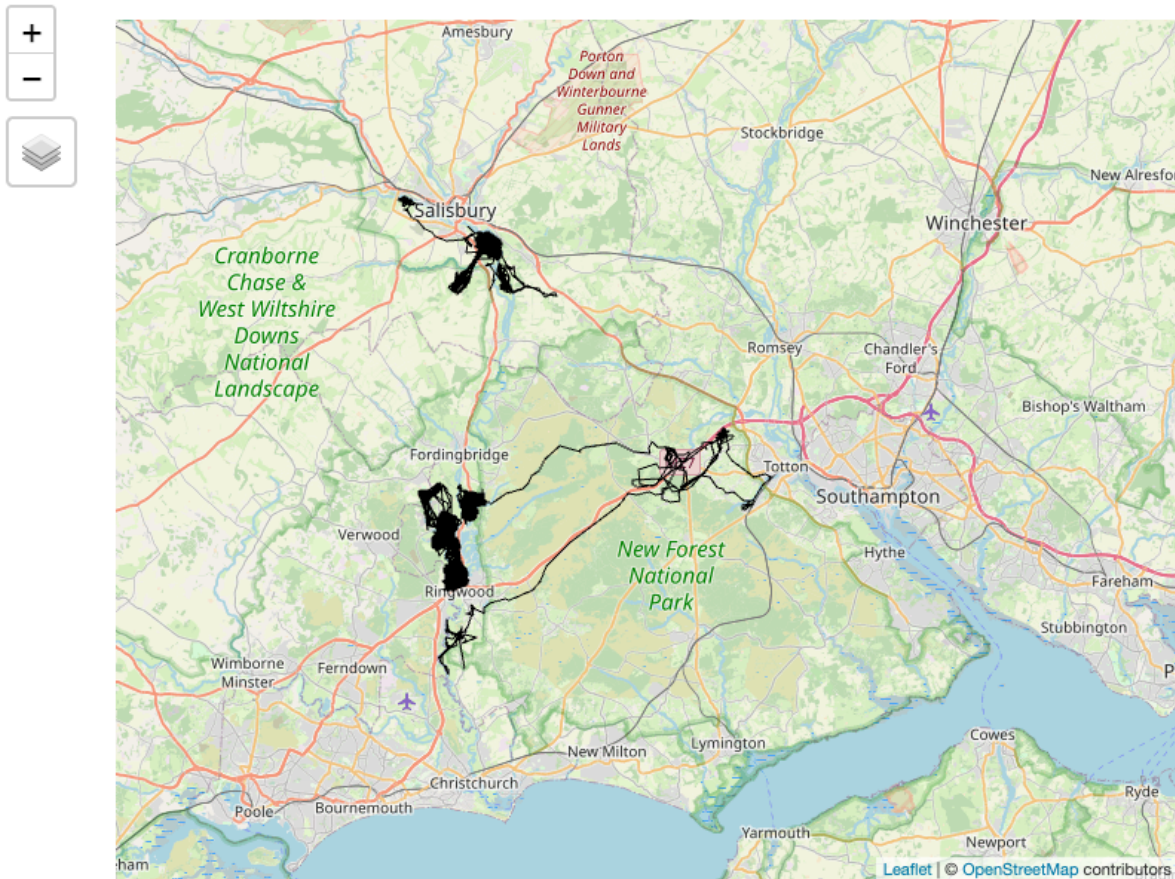 +
−
Amesbury
Porton
Down and
Winterbourne
Gunner
Military
Lands
Stockbridge
New Alresfo
Salisbury
Winchester
Cranborne
Chase &
West Wiltshire
Downs
National
Landscape
Romsey
Chandler's
Ford
Bishop's Waltham
Fordingbridge
Totton
Southampton
Verwood
New Forest
National
Park
Hythe
Ringwood
Fareham
Stubbington
Wimborne
Minster
Ferndown
P
New Milton
Lymington
Cowes
Christchurch
Poole
Bournemouth
Ryde
Yarmouth
Newport
ham
Leaflet | © OpenStreetMap contributors